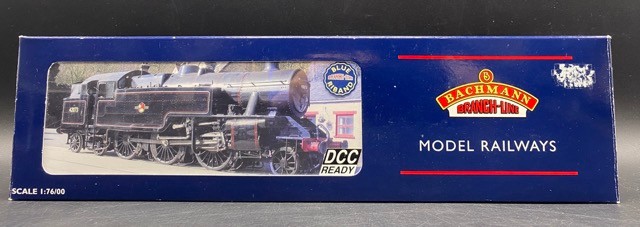 BLUE
RIBAND
DCC
READY
SCALE 1:76/00
BACHMANN
BRANCH-LINE
MODEL RAILWAYS